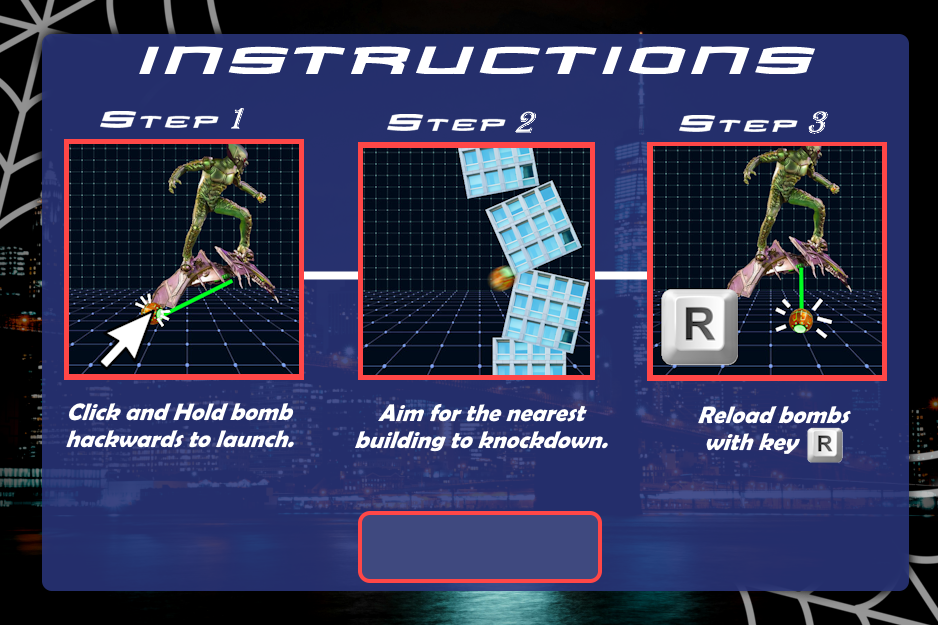 INSTRUCTIONS
STEP 1
STEP 2
STEP 3
R
Click and Hold bomb
hackwards to launch.
Aim for the nearest
building to knockdown.
Reload bombs
with key R